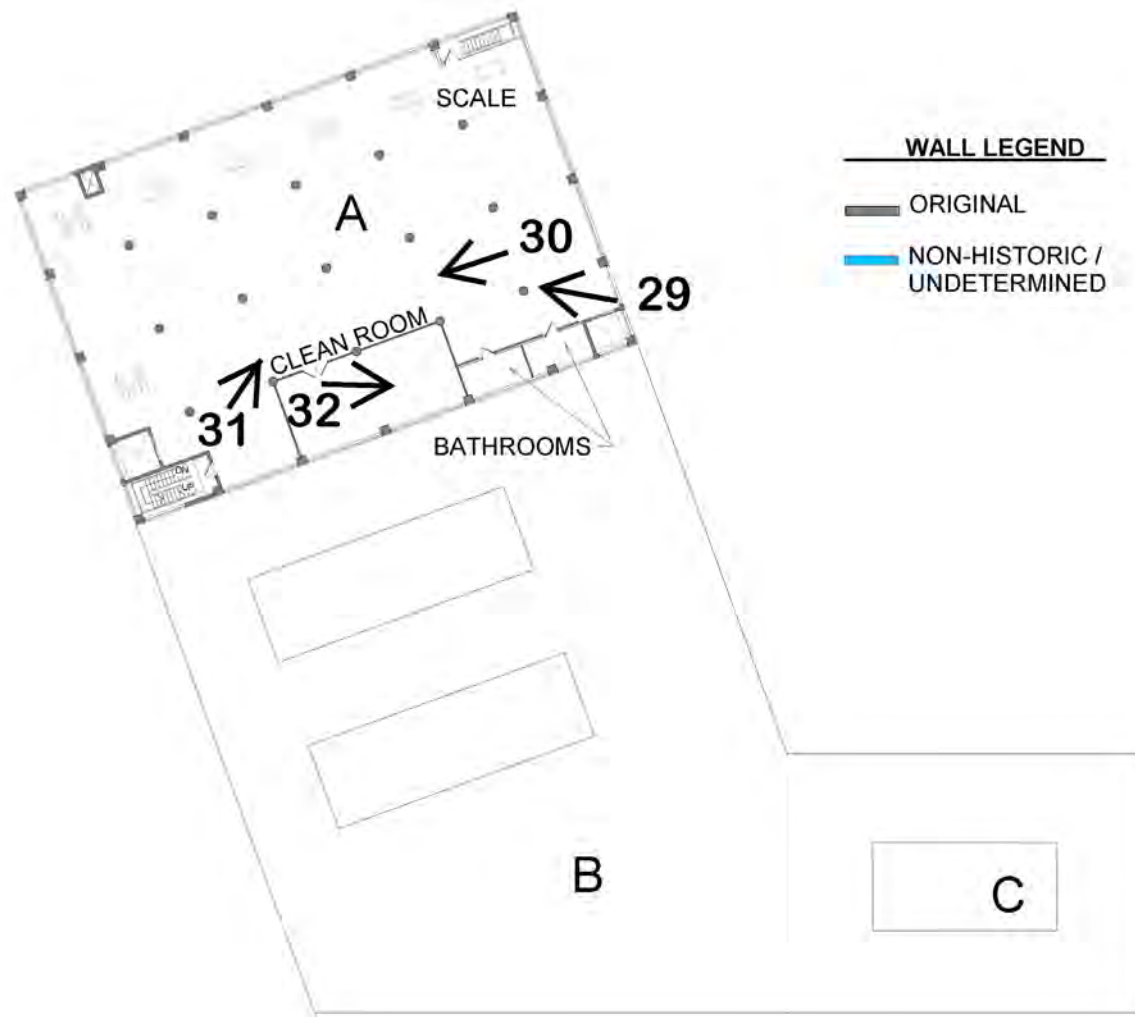 SCALE
WALL LEGEND
ORIGINAL
NON-HISTORIC /
UNDETERMINED
A
30
29
CLEAN ROOM
31
32
BATHROOMS
DN
UP
B
C